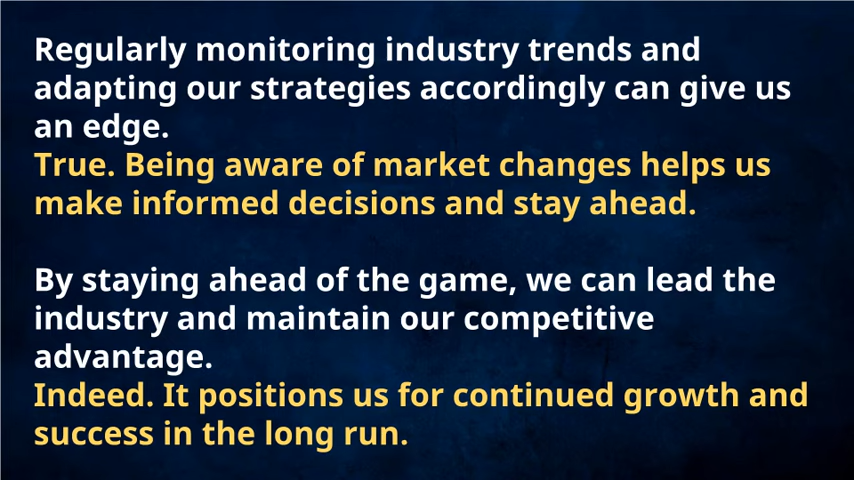 Regularly monitoring industry trends and
adapting our strategies accordingly can give us
an edge.
True. Being aware of market changes helps us
make informed decisions and stay ahead.
By staying ahead of the game, we can lead the
industry and maintain our competitive
advantage.
Indeed. It positions us for continued growth and
success in the long run.